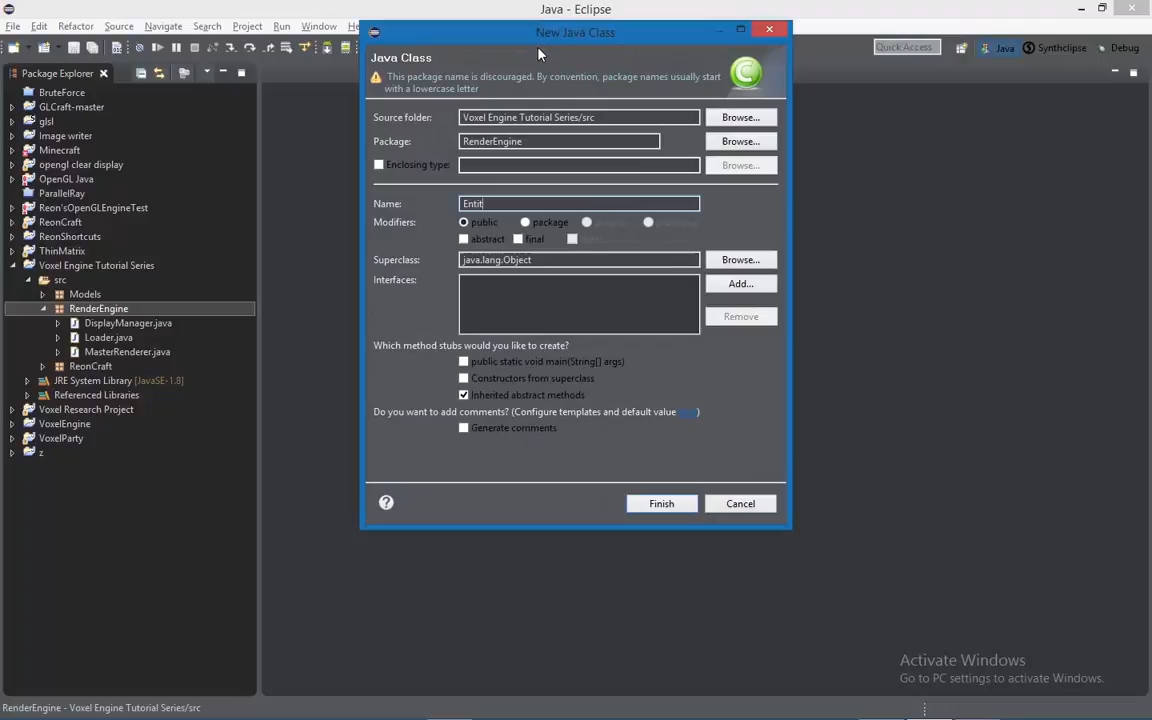 Java - Eclipse
File Edit Refactor Source Navigate Search Project Run Window He
New Java Class
Quick Access
Java
Synthclipse
Debug
Package Explorer
Java Class
This package name is discouraged. By convention, package names usually start
with a lowercase letter
Source folder: Voxel Engine Tutorial Series/src Browse...
Package: RenderEngine Browse...
Enclosing type: Browse...
Name: Entit
Modifiers: public package
abstract final
Superclass: java.lang.Object Browse...
Interfaces: Add...
Remove
Which method stubs would you like to create?
public static void main(String[] args)
Constructors from superclass
Inherited abstract methods
Do you want to add comments? (Configure templates and default value )
Generate comments
Finish Cancel
BruteForce
GLCraft-master
glsl
Image writer
Minecraft
opengl clear display
OpenGL Java
ParallelRay
Reon'sOpenGLEngineTest
ReonCraft
ReonShortcuts
ThinMatrix
Voxel Engine Tutorial Series
src
Models
RenderEngine
DisplayManager.java
Loader.java
MasterRenderer.java
ReonCraft
JRE System Library [JavaSE-1.8]
Referenced Libraries
Voxel Research Project
VoxelEngine
VoxelParty
z
Activate Windows
Go to PC settings to activate Windows.
RenderEngine - Voxel Engine Tutorial Series/src